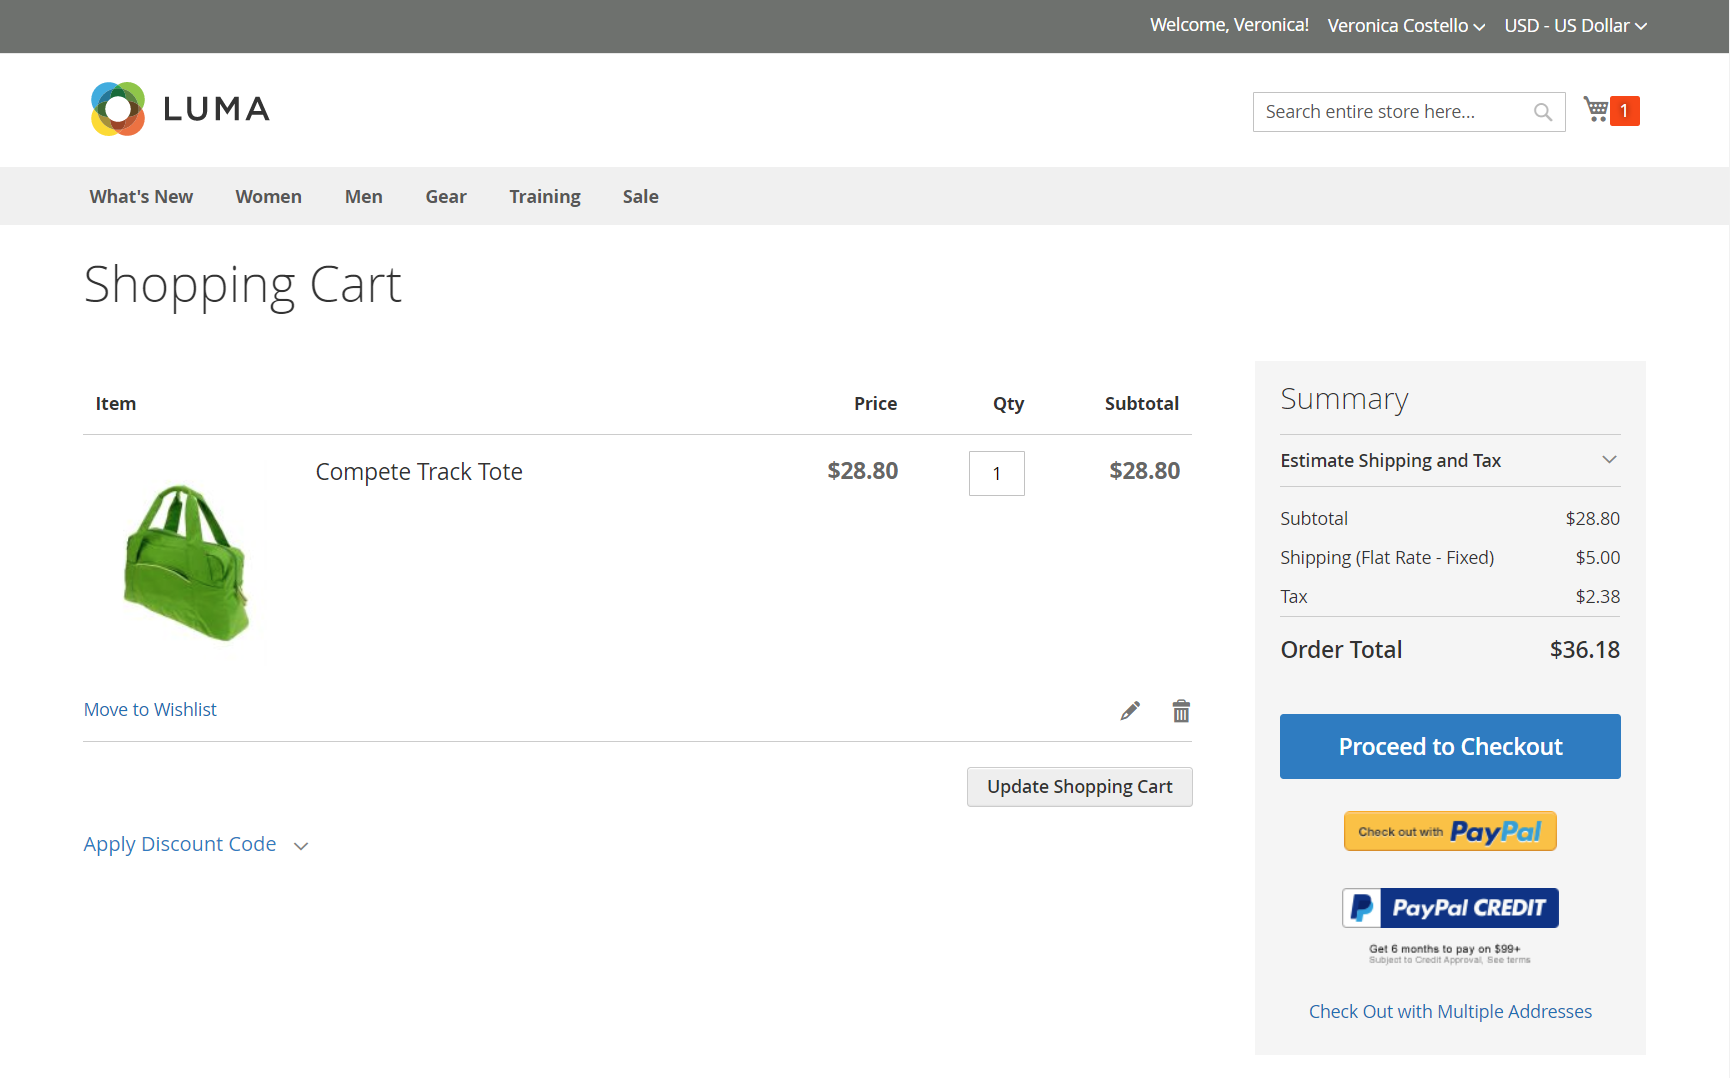 Welcome, Veronica! Veronica Costello USD - US Dollar
LUMA
Search entire store here... 1
What's New Women Men Gear Training Sale
Shopping Cart
Item Price Qty Subtotal
Compete Track Tote $28.80 1 $28.80
Move to Wishlist
Update Shopping Cart
Apply Discount Code
Summary
Estimate Shipping and Tax
Subtotal $28.80
Shipping (Flat Rate - Fixed) $5.00
Tax $2.38
Order Total $36.18
Proceed to Checkout
Check out with PayPal
PayPal CREDIT
Get 6 months to pay on $99+
Subject to Credit Approval, See terms
Check Out with Multiple Addresses